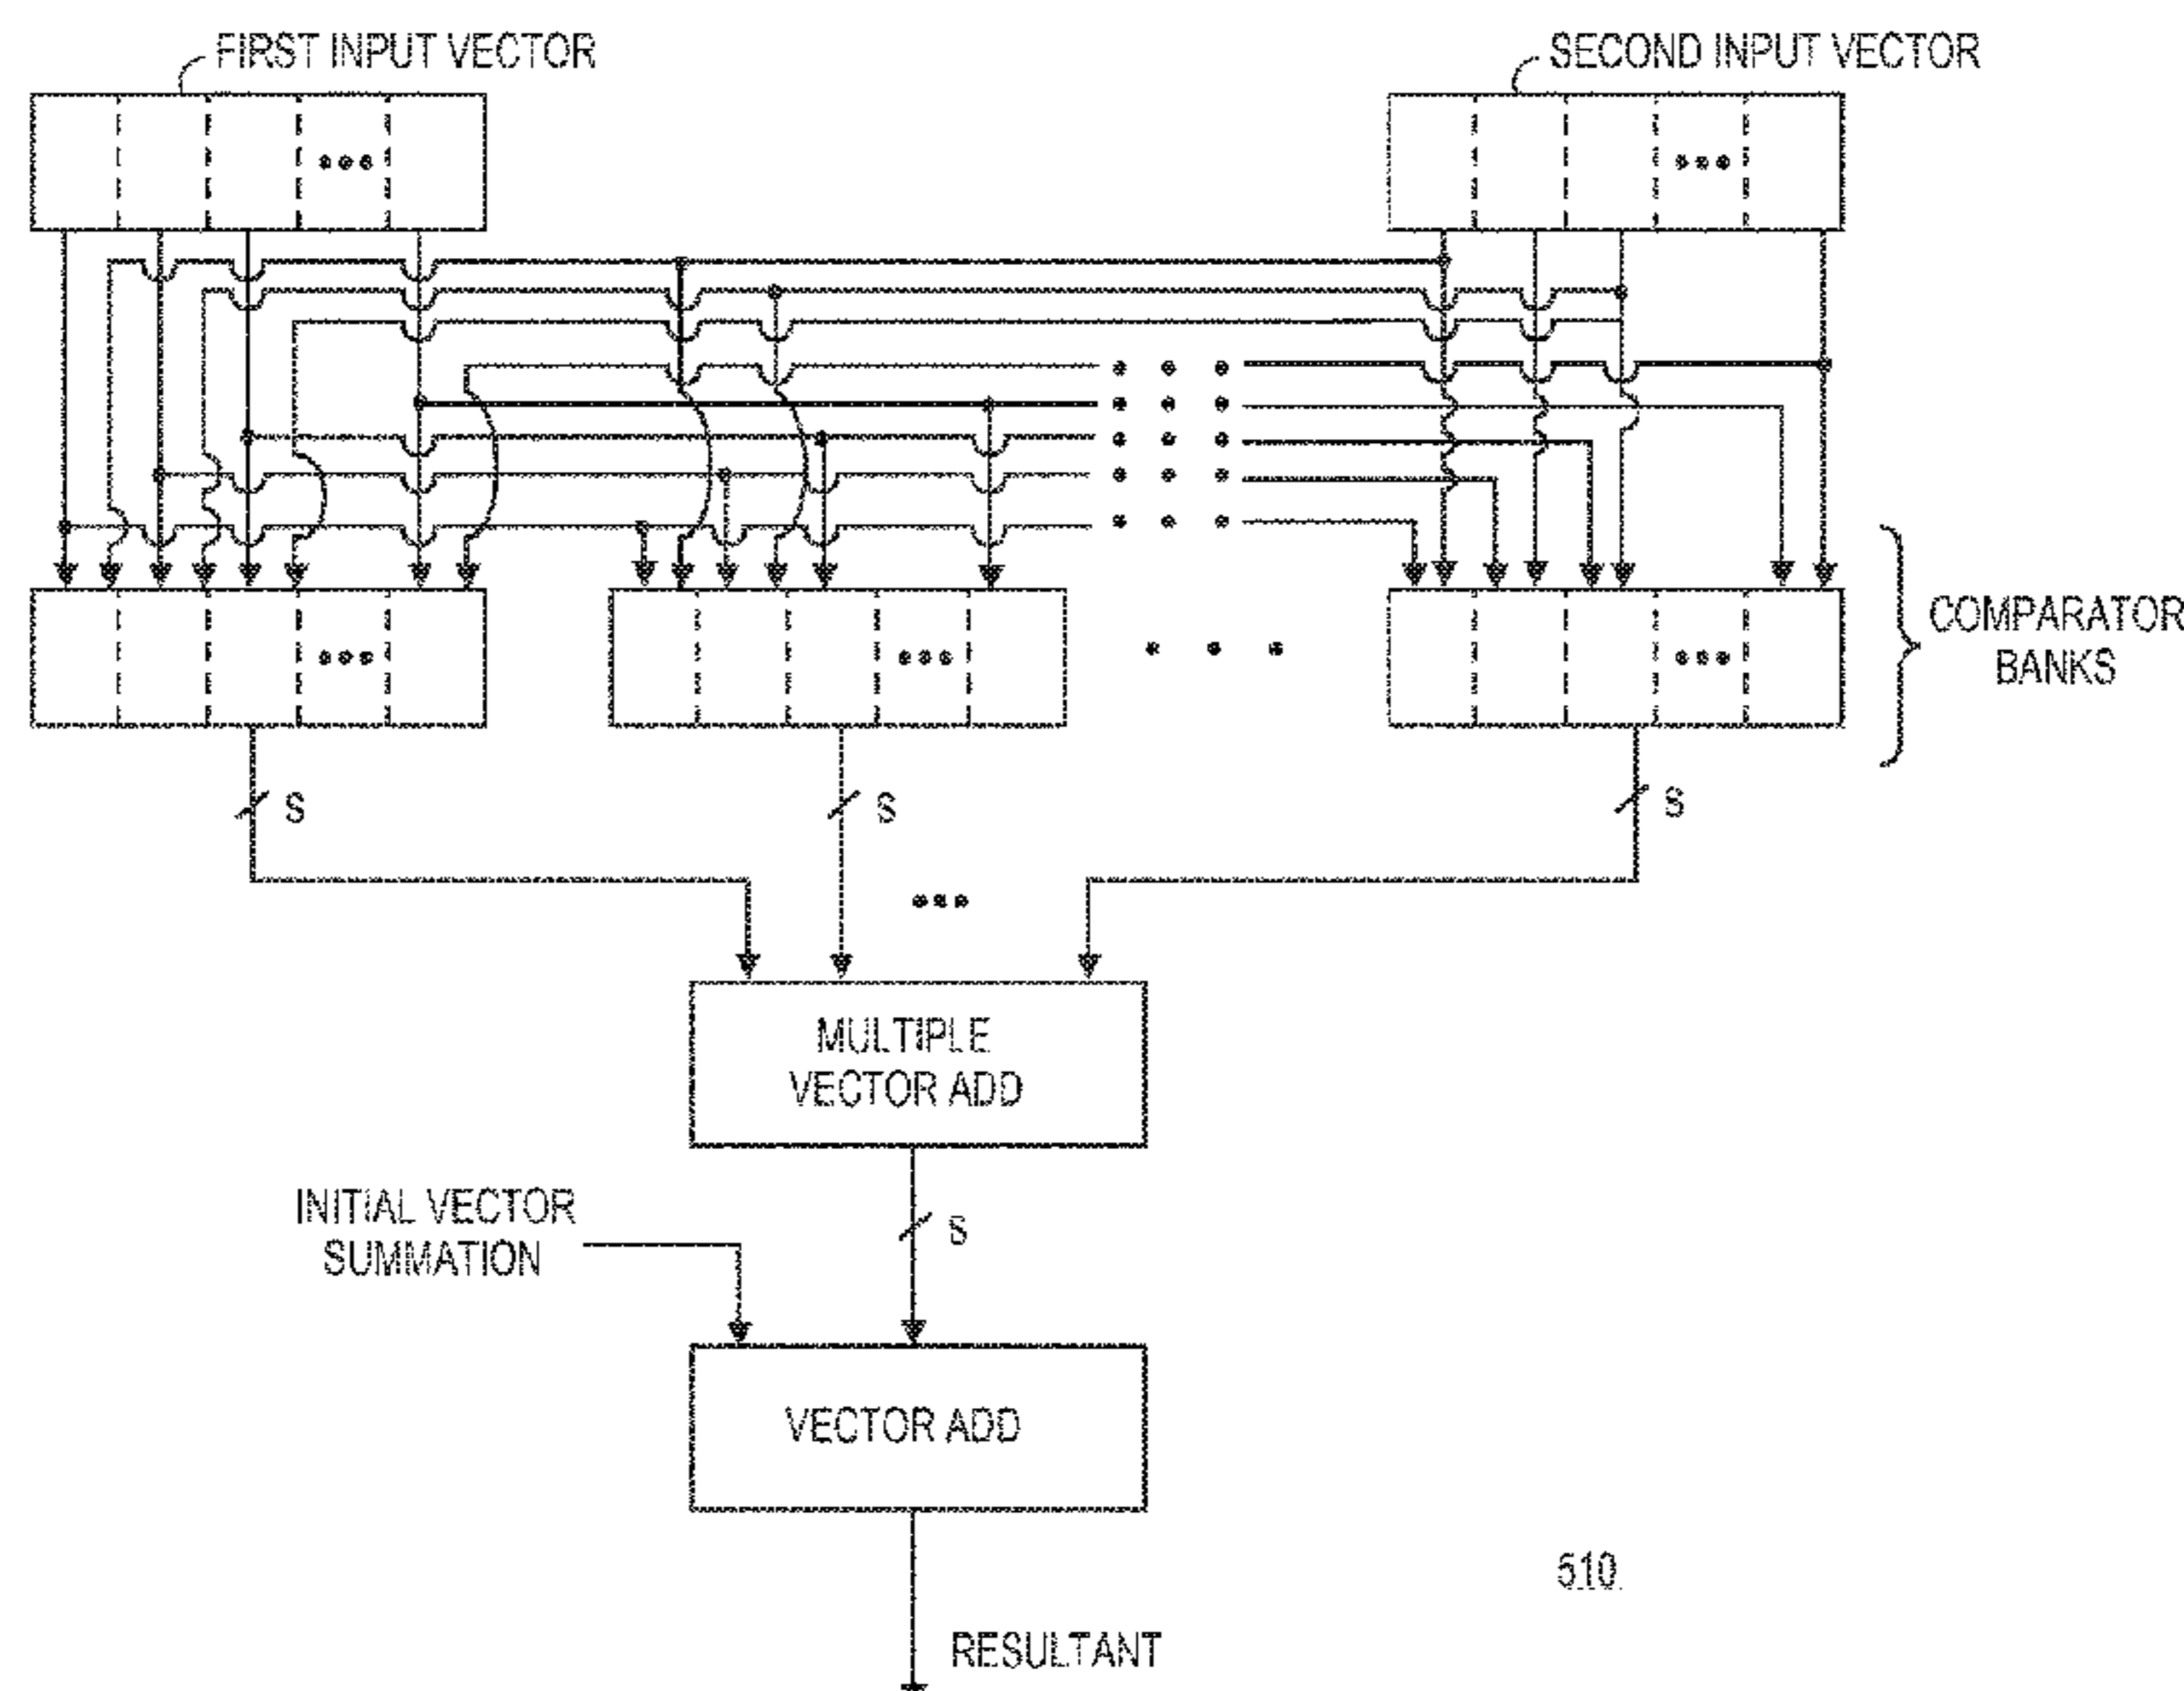 FIRST INPUT VECTOR
SECOND INPUT VECTOR
COMPARATOR
BANKS
S
S
S
MULTIPLE
VECTOR ADD
INITIAL VECTOR
SUMMATION
S
VECTOR ADD
510
RESULTANT